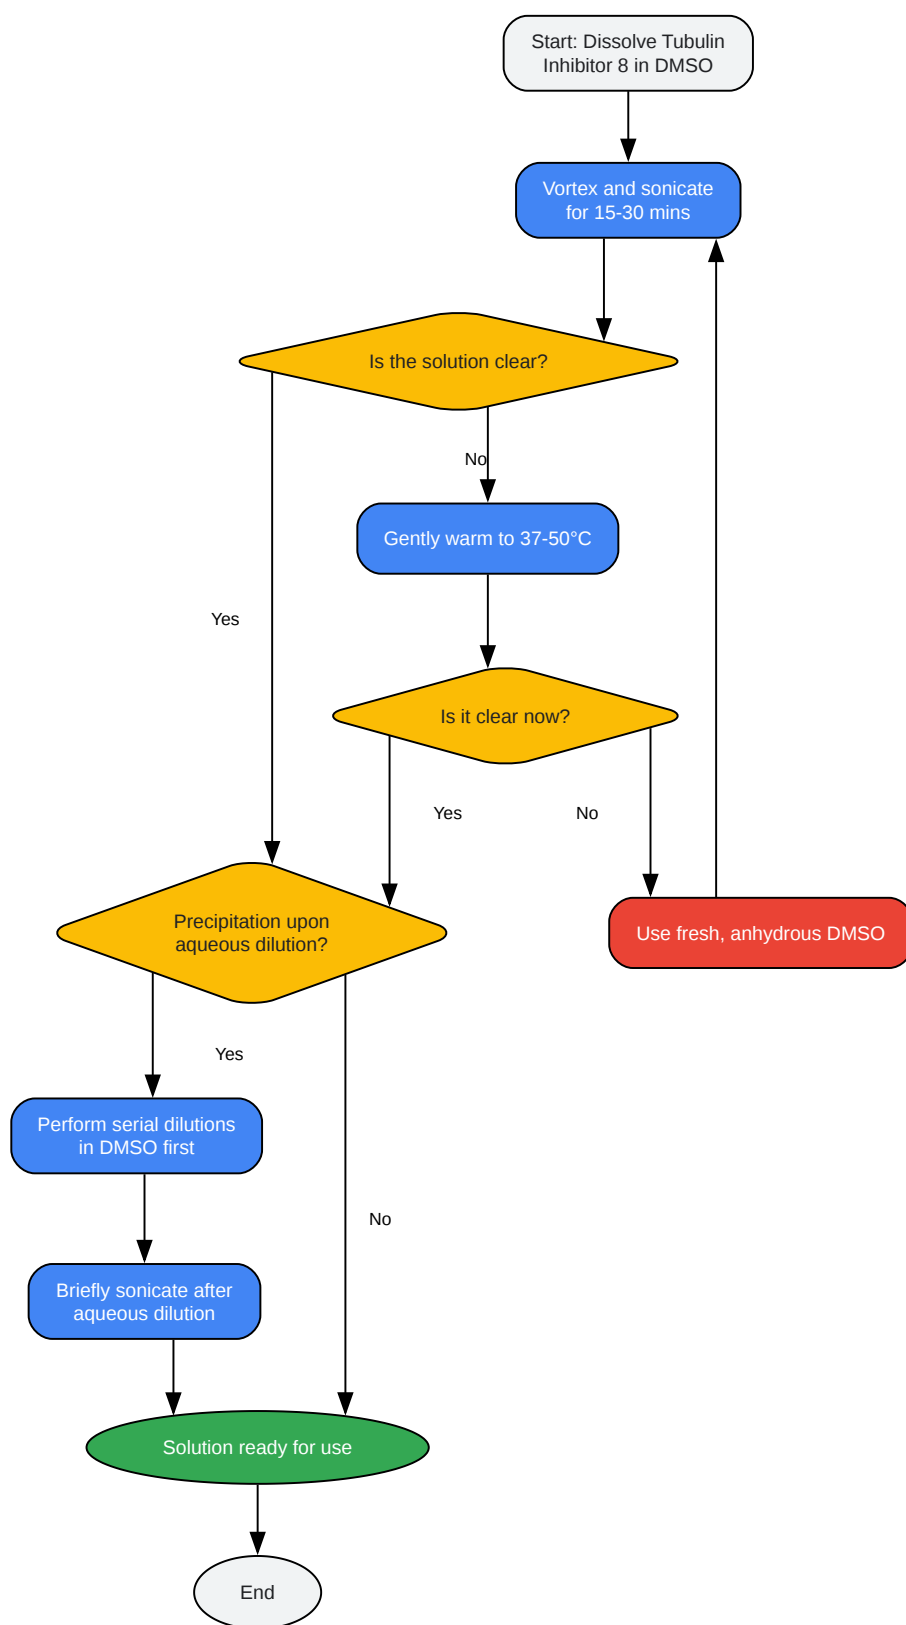 Start: Dissolve Tubulin
Inhibitor 8 in DMSO
Vortex and sonicate
for 15-30 mins
Is the solution clear?
No
Gently warm to 37-50°C
Yes
Is it clear now?
Yes
No
Precipitation upon
aqueous dilution?
Use fresh, anhydrous DMSO
Yes
Perform serial dilutions
in DMSO first
No
Briefly sonicate after
aqueous dilution
Solution ready for use
End